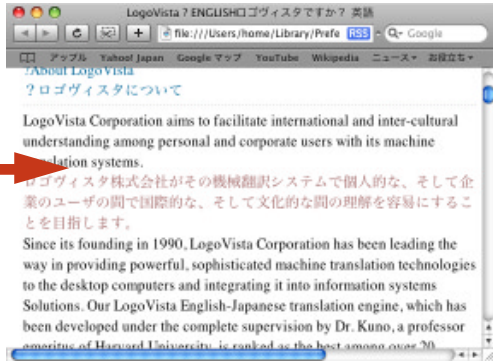 LogoVista ? ENGLISHロゴヴィスタですか？ 英語
file:///Users/home/Library/Prefe RSS Q- Google
アップル Yahoo! Japan Google マップ YouTube Wikipedia ニュース お役立ち
?About LogoVista
？ロゴヴィスタについて
LogoVista Corporation aims to facilitate international and inter-cultural
understanding among personal and corporate users with its machine
translation systems.
ロゴヴィスタ株式会社がその機械翻訳システムで個人的な、そして企
業のユーザの間で国際的な、そして文化的な間の理解を容易にするこ
とを目指します。
Since its founding in 1990, LogoVista Corporation has been leading the
way in providing powerful, sophisticated machine translation technologies
to the desktop computers and integrating it into information systems
Solutions. Our LogoVista English-Japanese translation engine, which has
been developed under the complete supervision by Dr. Kuno, a professor
emeritus of Harvard University, is ranked as the best among over 20